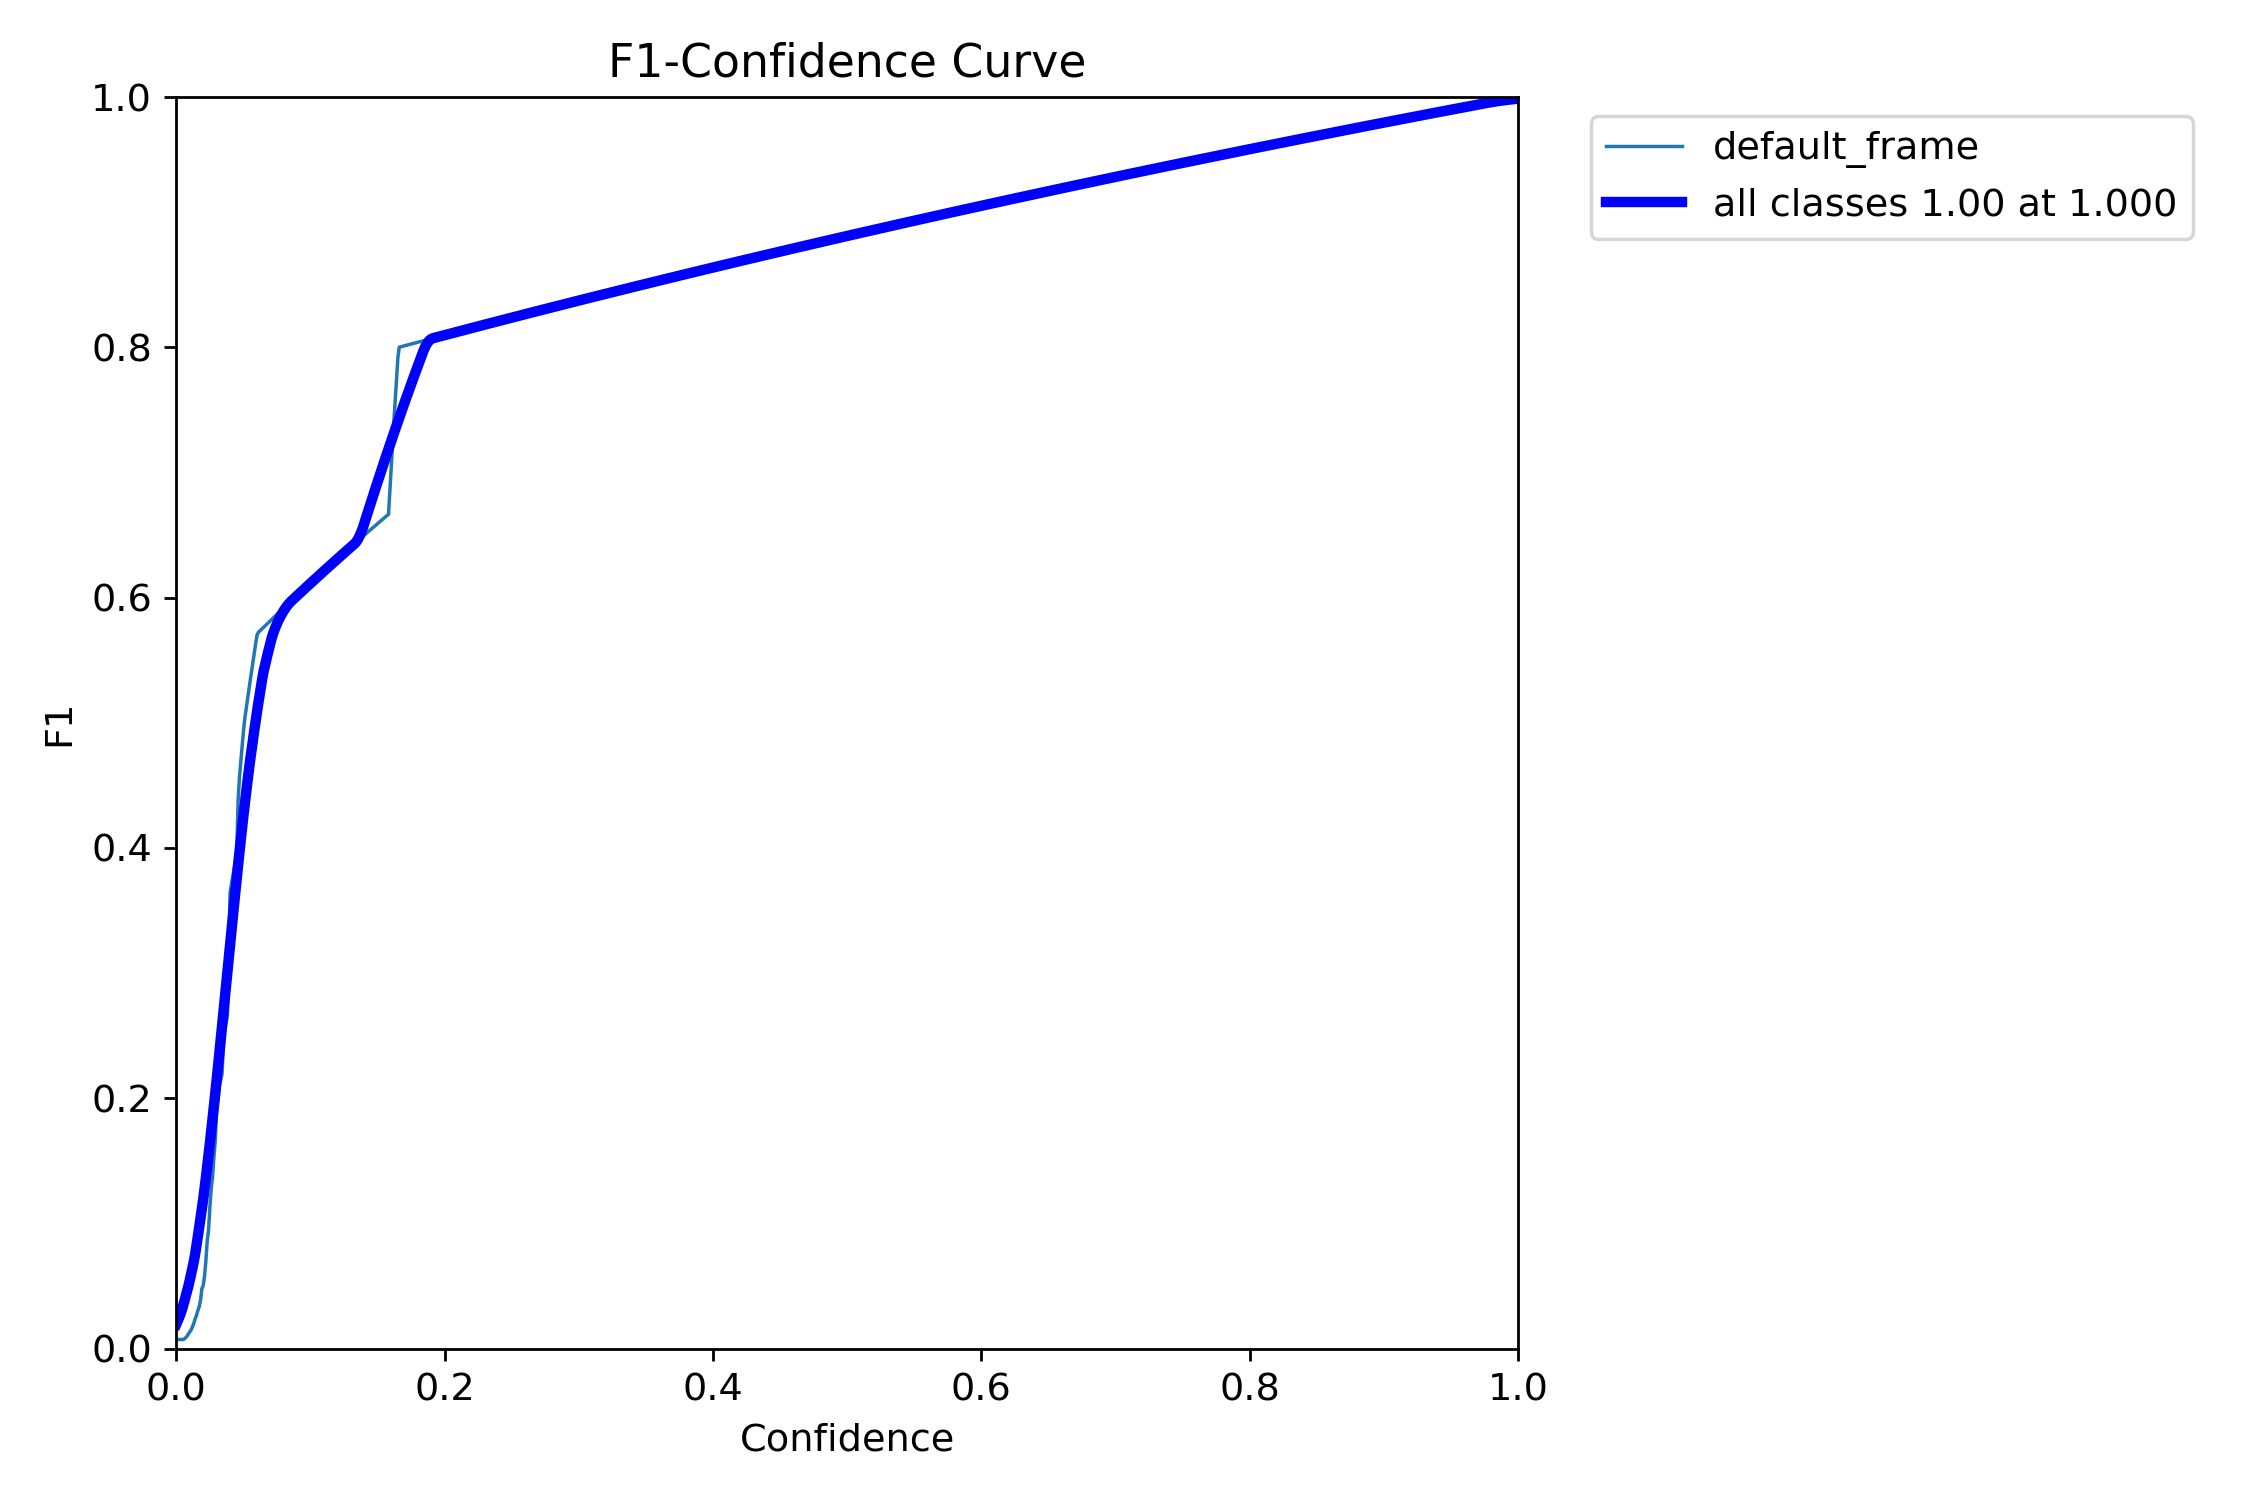 F1-Confidence Curve
1.0
0.8
0.6
0.4
0.2
0.0
F1
0.0 0.2 0.4 0.6 0.8 1.0
Confidence
default_frame
all classes 1.00 at 1.000